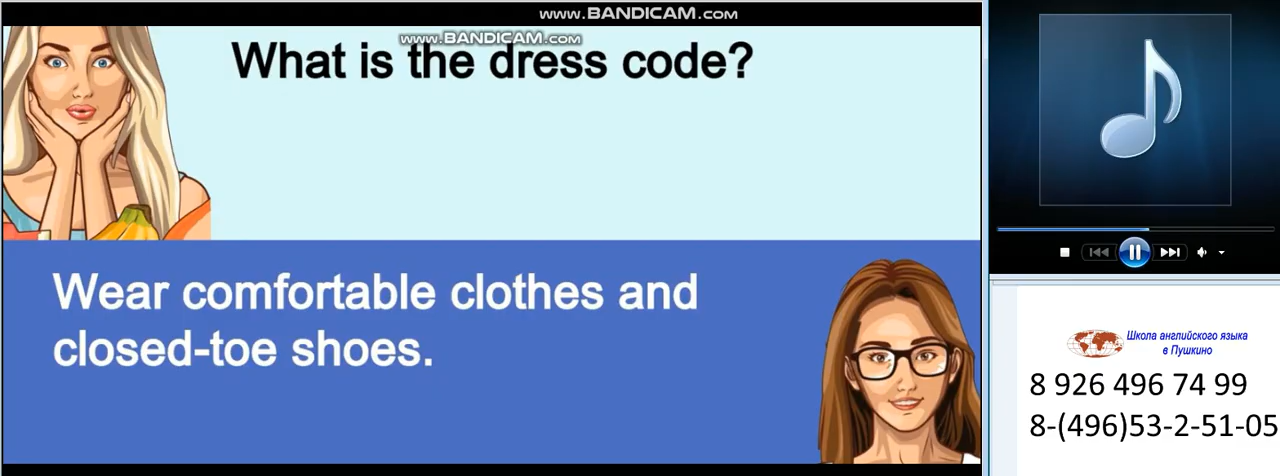 www.BANDICAM.com
www.BANDICAM.com
What is the dress code?
Wear comfortable clothes and
closed-toe shoes.
Школа английского языка
в Пушкино
8 926 496 74 99
8-(496)53-2-51-05